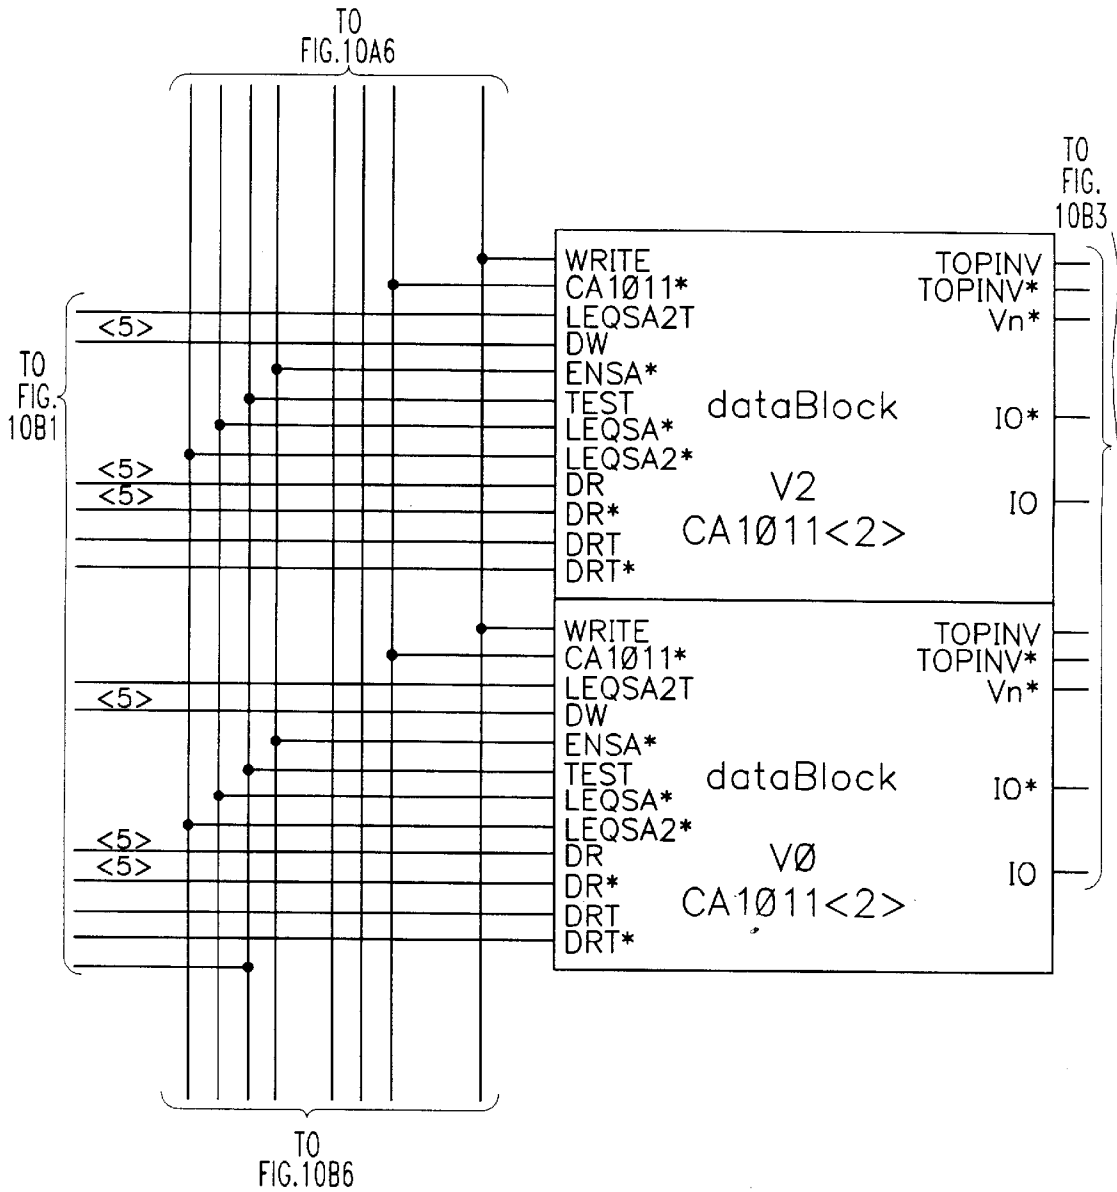 TO
FIG.10A6
TO
FIG.
10B3
TO
FIG.
10B1
<5>
<5>
<5>
WRITE
CA1Ø11*
LEQSA2T
DW
ENSA*
TEST
LEQSA*
LEQSA2*
DR
DR*
DRT
DRT*
dataBlock
V2
CA1Ø11<2>
TOPINV
TOPINV*
Vn*
IO*
IO
<5>
<5>
<5>
WRITE
CA1Ø11*
LEQSA2T
DW
ENSA*
TEST
LEQSA*
LEQSA2*
DR
DR*
DRT
DRT*
dataBlock
VØ
CA1Ø11<2>
TOPINV
TOPINV*
Vn*
IO*
IO
TO
FIG.10B6